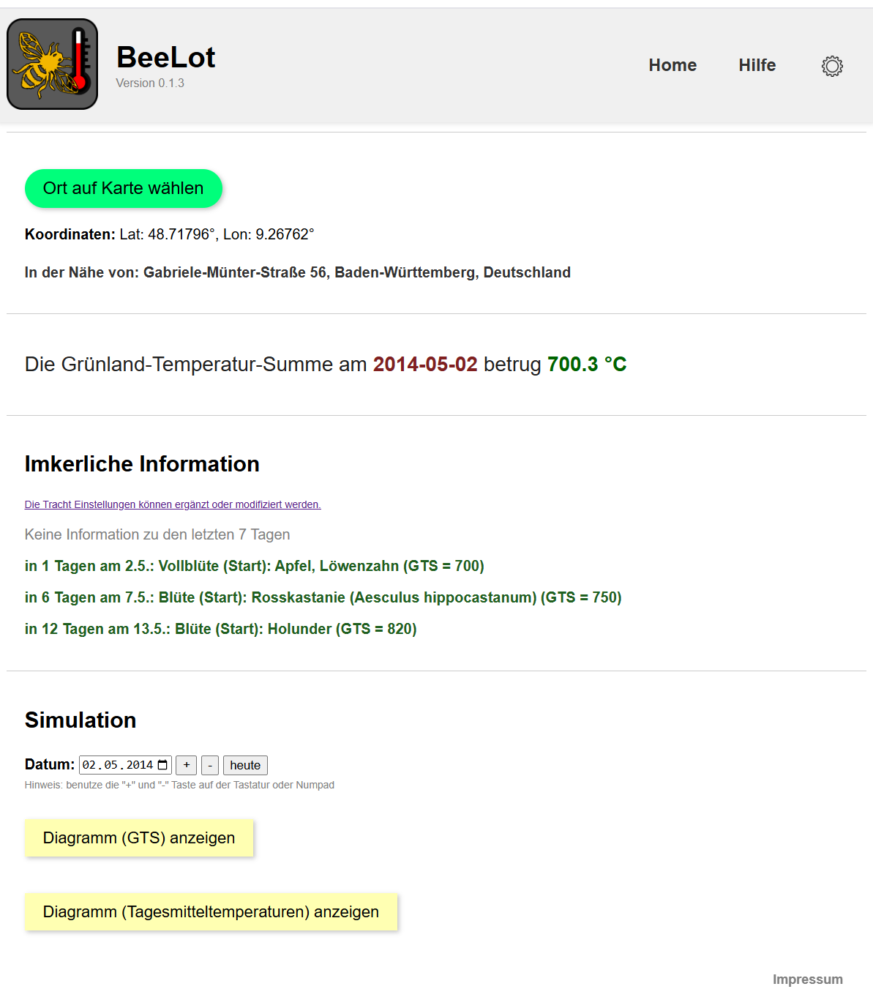 BeeLot
Version 0.1.3
Home
Hilfe
Ort auf Karte wählen
Koordinaten: Lat: 48.71796°, Lon: 9.26762°
In der Nähe von: Gabriele-Münter-Straße 56, Baden-Württemberg, Deutschland
Die Grünland-Temperatur-Summe am 2014-05-02 betrug 700.3 °C
Imkerliche Information
Die Tracht Einstellungen können ergänzt oder modifiziert werden.
Keine Information zu den letzten 7 Tagen
in 1 Tagen am 2.5.: Vollblüte (Start): Apfel, Löwenzahn (GTS = 700)
in 6 Tagen am 7.5.: Blüte (Start): Rosskastanie (Aesculus hippocastanum) (GTS = 750)
in 12 Tagen am 13.5.: Blüte (Start): Holunder (GTS = 820)
Simulation
Datum: 02.05.2014 + - heute
Hinweis: benutze die "+" und "-" Taste auf der Tastatur oder Numpad
Diagramm (GTS) anzeigen
Diagramm (Tagesmitteltemperaturen) anzeigen
Impressum